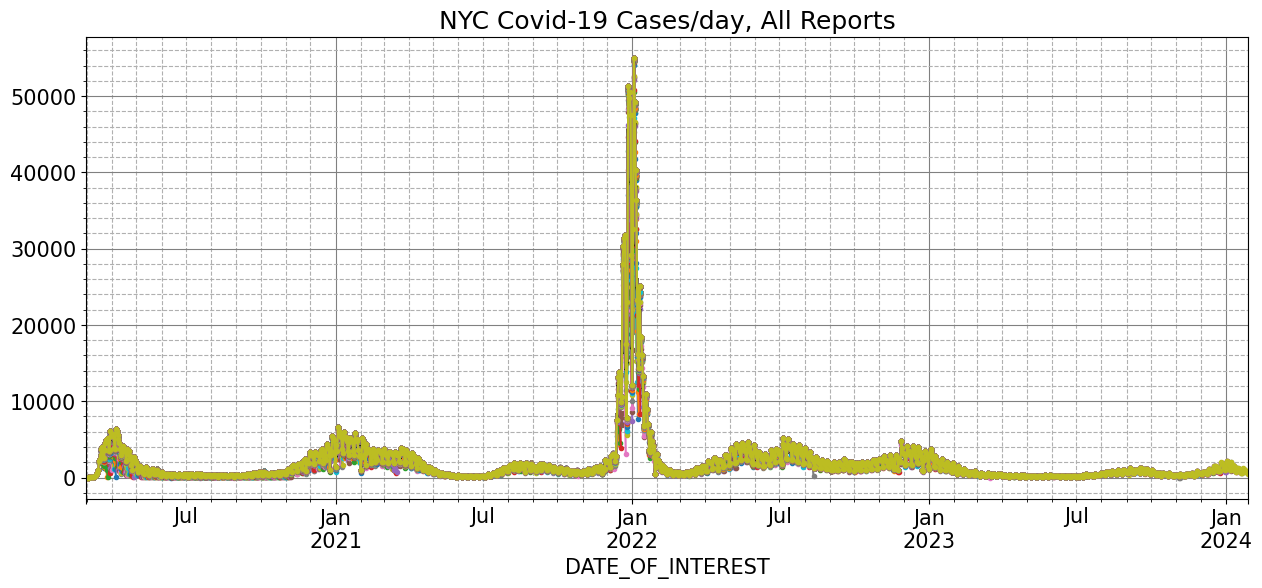 NYC Covid-19 Cases/day, All Reports
50000
40000
30000
20000
10000
0
Jul Jan Jul Jan Jul Jan Jul Jan
2021 2022 2023 2024
DATE_OF_INTEREST